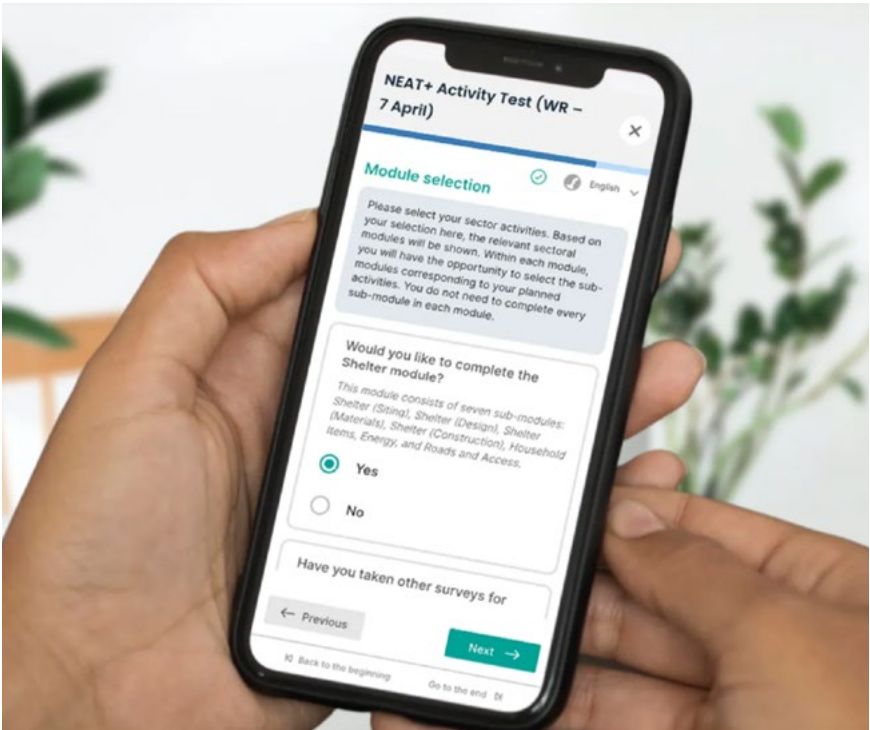 NEAT+ Activity Test (WR –
7 April)
Module selection
English
Please select your sector activities. Based on
your selection here, the relevant sectoral
modules will be shown. Within each module,
you will have the opportunity to select the sub-
modules corresponding to your planned
activities. You do not need to complete every
sub-module in each module.
Would you like to complete the
Shelter module?
This module consists of seven sub-modules:
Shelter (Siting), Shelter (Design), Shelter
(Materials), Shelter (Construction), Household
Items, Energy, and Roads and Access.
Yes
No
Have you taken other surveys for
← Previous
Next →
Back to the beginning
Go to the end